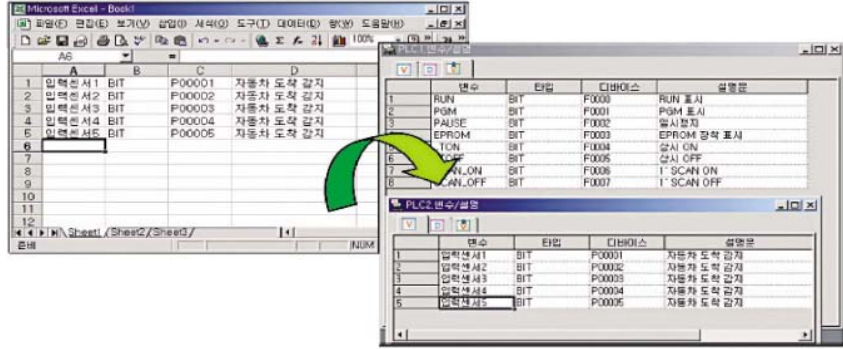 Microsoft Excel - Book1
파일(F) 편집(E) 보기(V) 삽입(I) 서식(O) 도구(T) 데이터(D) 창(W) 도움말(H)
100%
A6 =
A B C D
1 입력센서1 BIT P00001 자동차 도착 감지
2 입력센서2 BIT P00002 자동차 도착 감지
3 입력센서3 BIT P00003 자동차 도착 감지
4 입력센서4 BIT P00004 자동차 도착 감지
5 입력센서5 BIT P00005 자동차 도착 감지
6
7
8
9
10
11
12
Sheet1 / Sheet2 / Sheet3 /
준비 NUM
PLC1.변수/설명
V D
변수 타입 디바이스 설명문
1 RUN BIT F0000 RUN 표시
2 PGM BIT F0001 PGM 표시
3 PAUSE BIT F0002 일시정지
4 EPROM BIT F0003 EPROM 장착 표시
5 _TON BIT F0004 상시 ON
6 TOFF BIT F0005 상시 OFF
7 BIT F0006 1' SCAN ON
8 SCAN_OFF BIT F0007 1' SCAN OFF
PLC2.변수/설명
V D
변수 타입 디바이스 설명문
1 입력센서1 BIT P00001 자동차 도착 감지
2 입력센서2 BIT P00002 자동차 도착 감지
3 입력센서3 BIT P00003 자동차 도착 감지
4 입력센서4 BIT P00004 자동차 도착 감지
5 입력센서5 BIT P00005 자동차 도착 감지